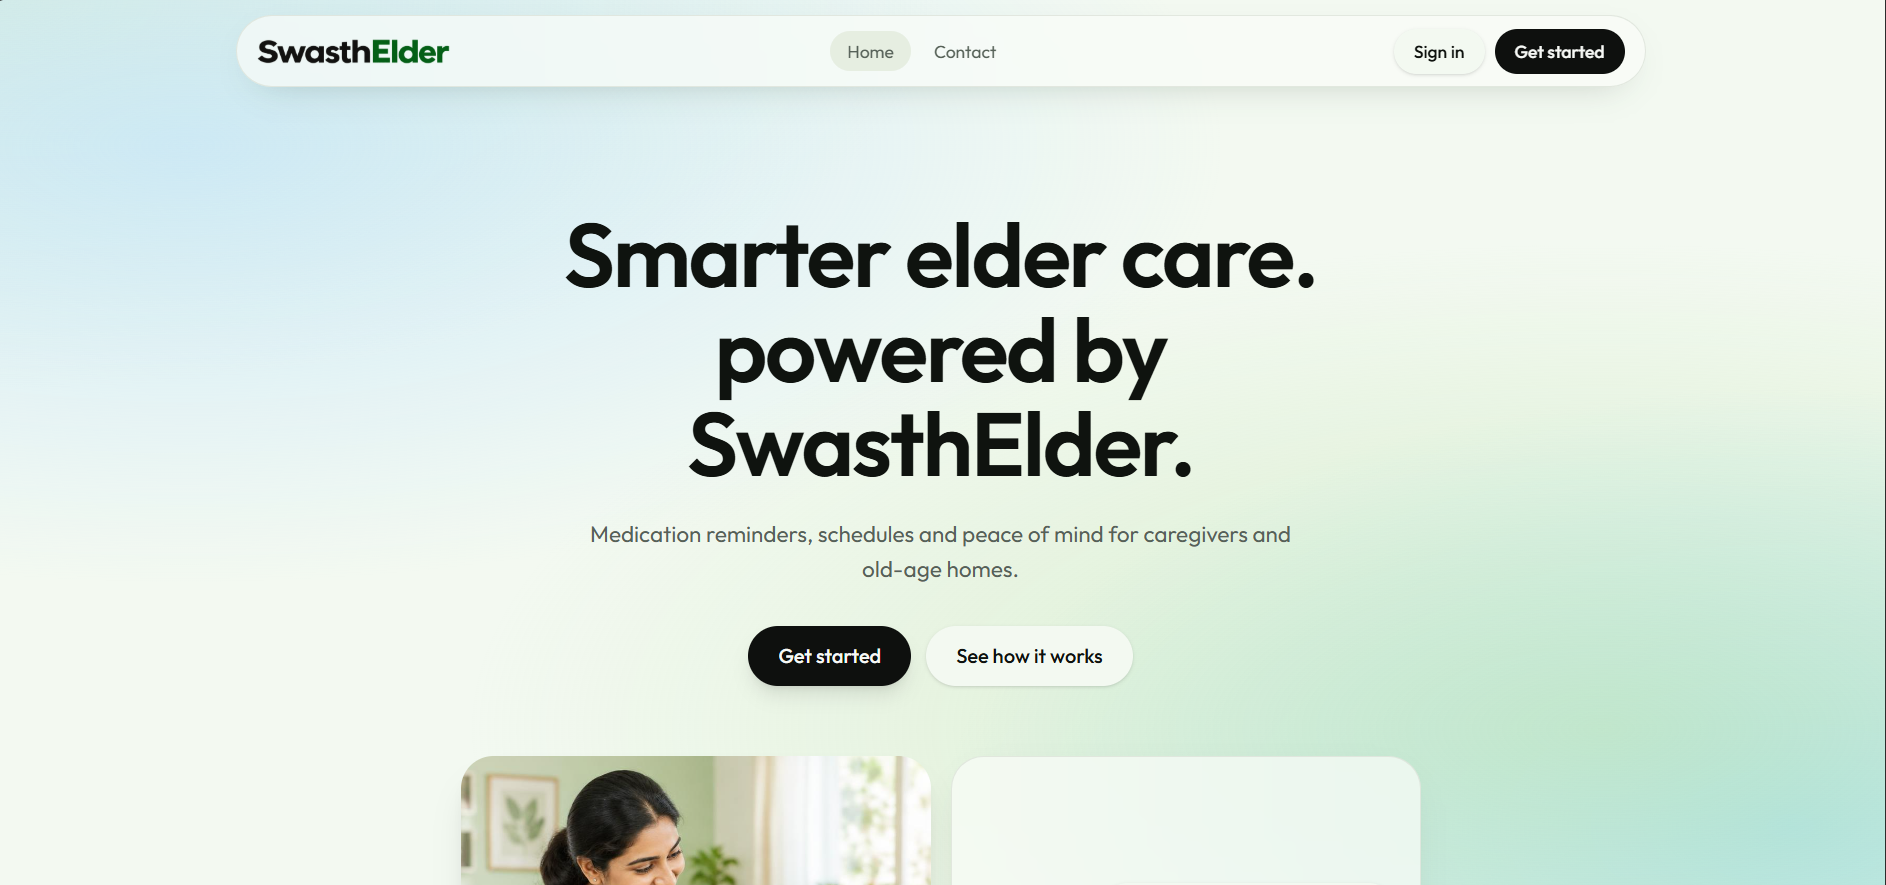 SwasthElder
Home
Contact
Sign in
Get started
Smarter elder care.
powered by
SwasthElder.
Medication reminders, schedules and peace of mind for caregivers and
old-age homes.
Get started
See how it works